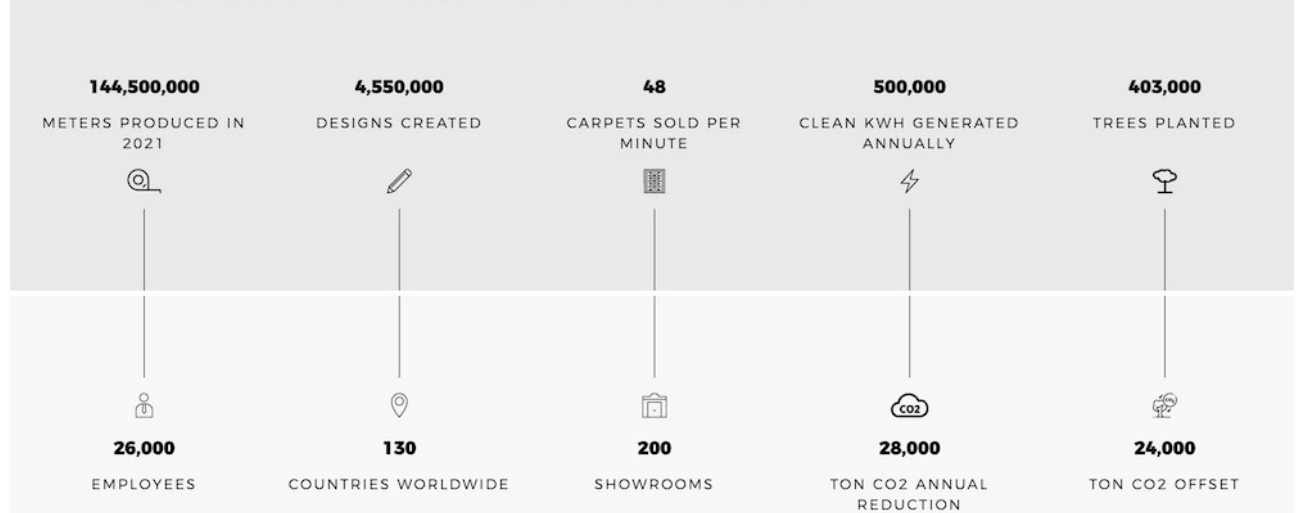 144,500,000
METERS PRODUCED IN
2021
4,550,000
DESIGNS CREATED
48
CARPETS SOLD PER
MINUTE
500,000
CLEAN KWH GENERATED
ANNUALLY
403,000
TREES PLANTED
26,000
EMPLOYEES
130
COUNTRIES WORLDWIDE
200
SHOWROOMS
CO2
28,000
TON CO2 ANNUAL
REDUCTION
24,000
TON CO2 OFFSET